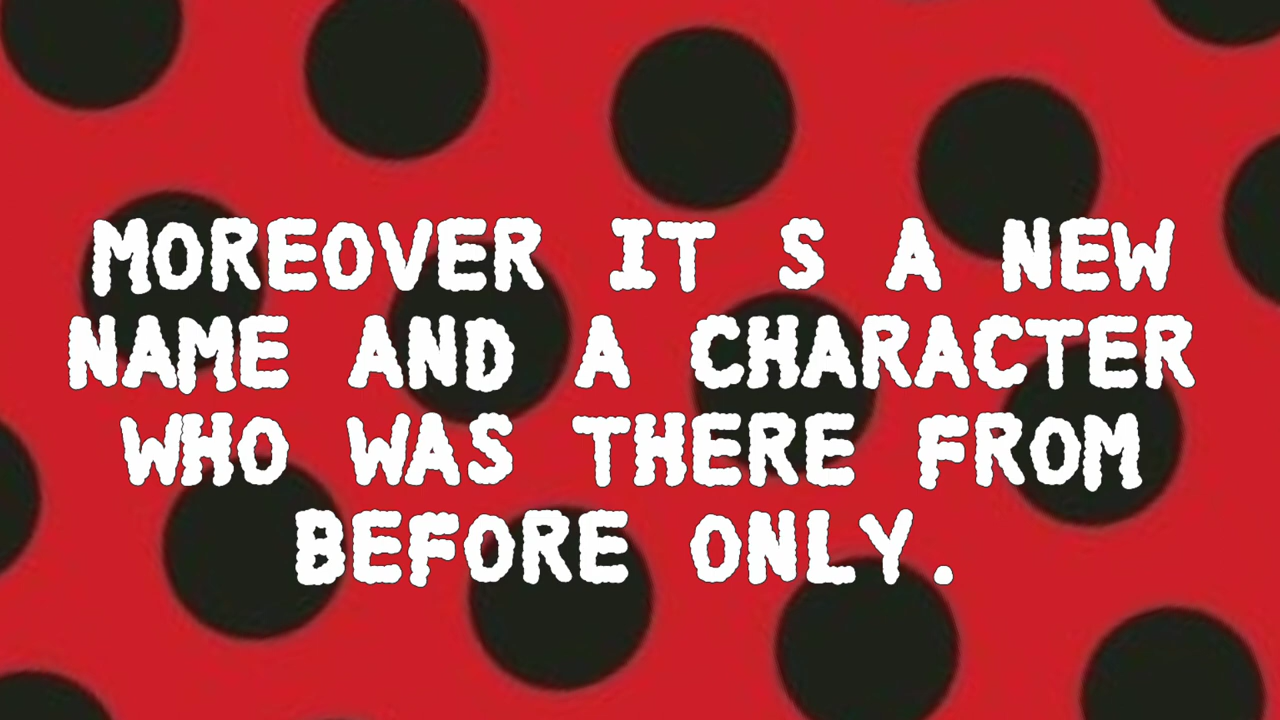 MOREOVER IT S A NEW
NAME AND A CHARACTER
WHO WAS THERE FROM
BEFORE ONLY.